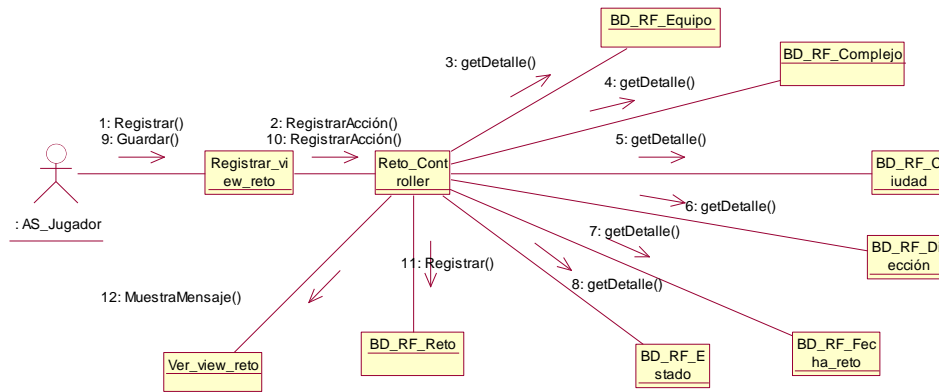 BD_RF_Equipo
BD_RF_Complejo
3: getDetalle()
4: getDetalle()
1: Registrar()
9: Guardar()
2: RegistrarAcción()
10: RegistrarAcción()
5: getDetalle()
Registrar_vi
ew_reto
Reto_Cont
roller
BD_RF_C
iudad
: AS_Jugador
6: getDetalle()
7: getDetalle()
BD_RF_Di
ección
11: Registrar()
8: getDetalle()
12: MuestraMensaje()
Ver_view_reto
BD_RF_Reto
BD_RF_E
stado
BD_RF_Fec
ha_reto